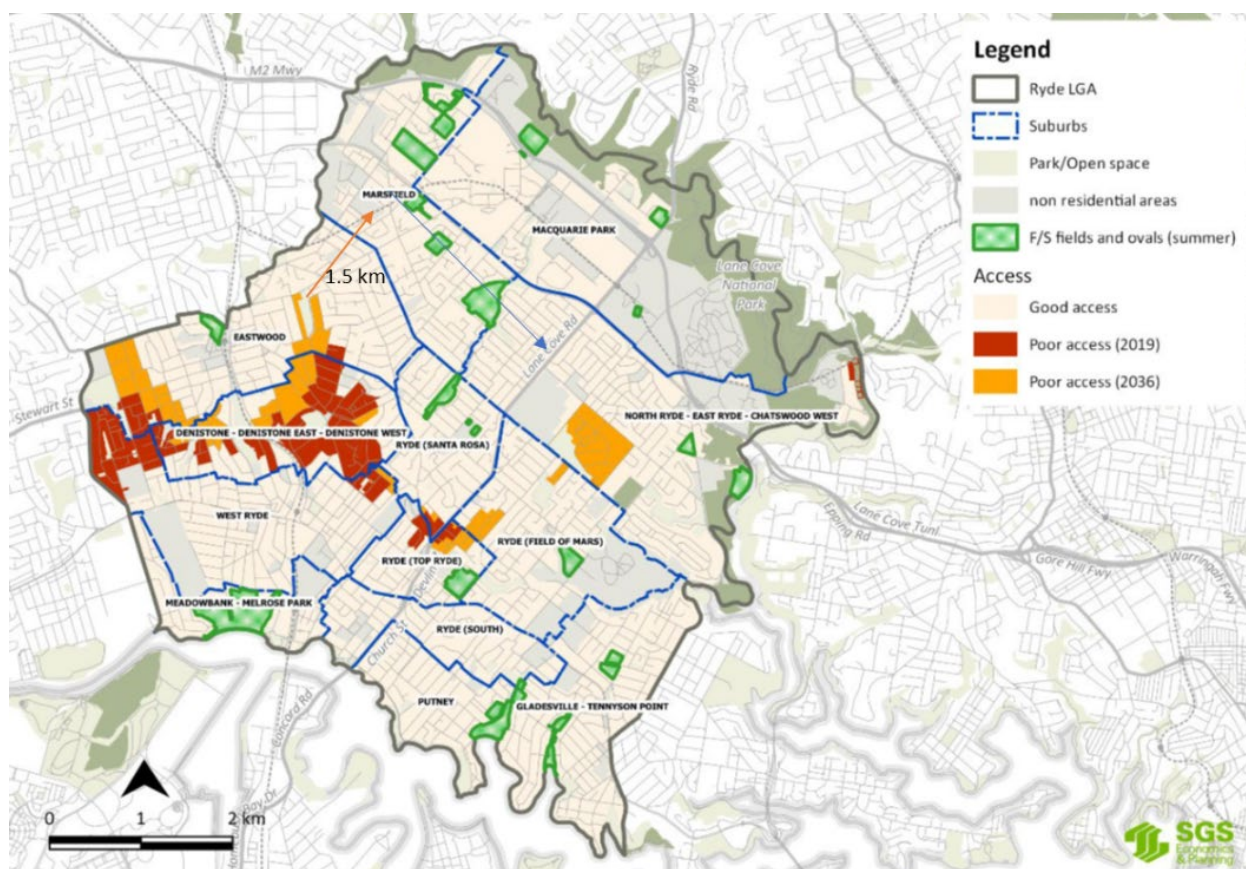 Legend
Ryde LGA
Suburbs
Park/Open space
non residential areas
F/S fields and ovals (summer)
Access
Good access
Poor access (2019)
Poor access (2036)
M2 Mwy
Ryde Rd
MARSFIELD
MACQUARIE PARK
1.5 km
Lane Cove
National
Park
EASTWOOD
Lane Cove Rd
Stewart St
NORTH RYDE - EAST RYDE - CHATSWOOD WEST
DENISTONE - DENISTONE EAST - DENISTONE WEST
RYDE (SANTA ROSA)
WEST RYDE
Epping Rd
Lane Cove Tunl
RYDE (FIELD OF MARS)
Gore Hill Fwy
Warringah Fwy
RYDE (TOP RYDE)
Devlin
MEADOWBANK - MELROSE PARK
RYDE (SOUTH)
Church St
PUTNEY
GLADESVILLE - TENNYSON POINT
Concord Rd
Bay Dr
0 1 2 km
SGS
Economics
& Planning